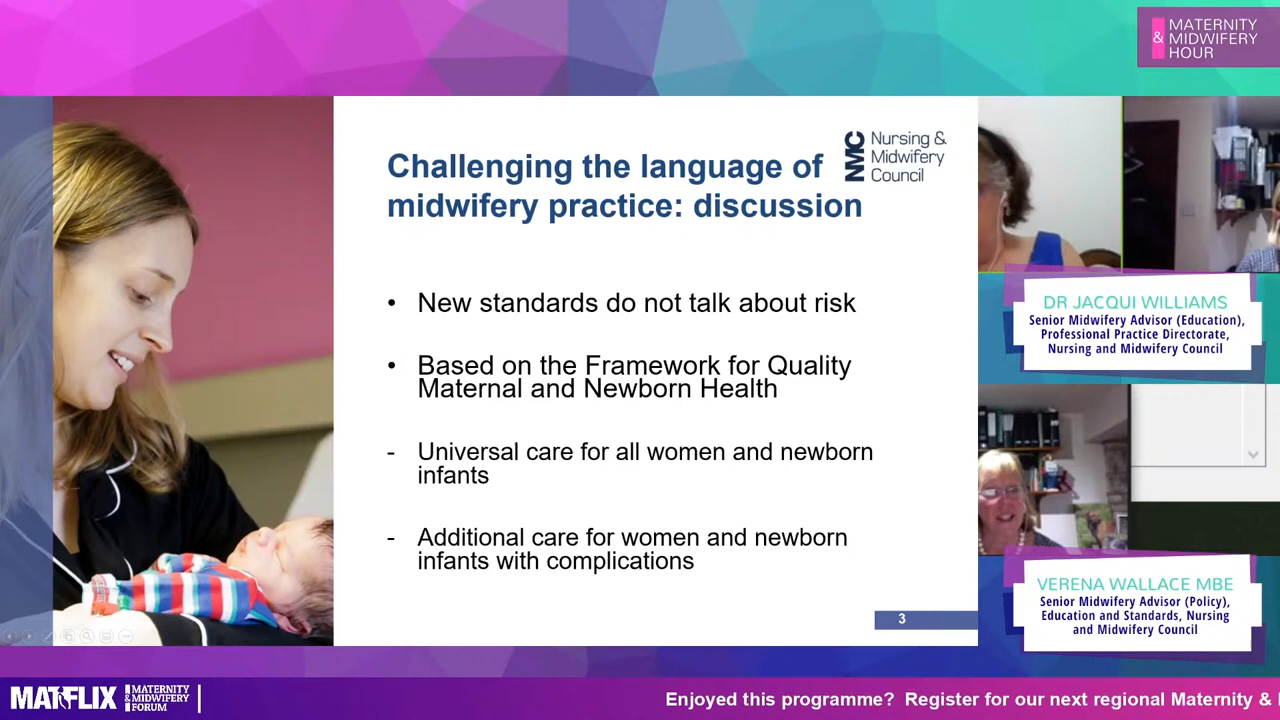 MATERNITY
& MIDWIFERY
HOUR
Challenging the language of
midwifery practice: discussion
NMC
Nursing &
Midwifery
Council
• New standards do not talk about risk
• Based on the Framework for Quality
Maternal and Newborn Health
- Universal care for all women and newborn
infants
- Additional care for women and newborn
infants with complications
3
DR JACQUI WILLIAMS
Senior Midwifery Advisor (Education),
Professional Practice Directorate,
Nursing and Midwifery Council
VERENA WALLACE MBE
Senior Midwifery Advisor (Policy),
Education and Standards, Nursing
and Midwifery Council
MATFLIX
MATERNITY
& MIDWIFERY
FORUM
Enjoyed this programme? Register for our next regional Maternity &